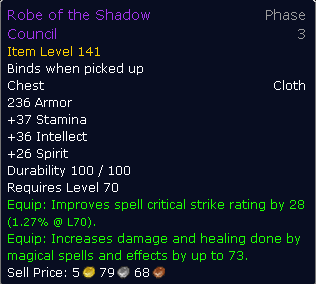 Robe of the Shadow Phase
Council 3
Item Level 141
Binds when picked up
Chest Cloth
236 Armor
+37 Stamina
+36 Intellect
+26 Spirit
Durability 100 / 100
Requires Level 70
Equip: Improves spell critical strike rating by 28
(1.27% @ L70).
Equip: Increases damage and healing done by
magical spells and effects by up to 73.
Sell Price: 5 79 68